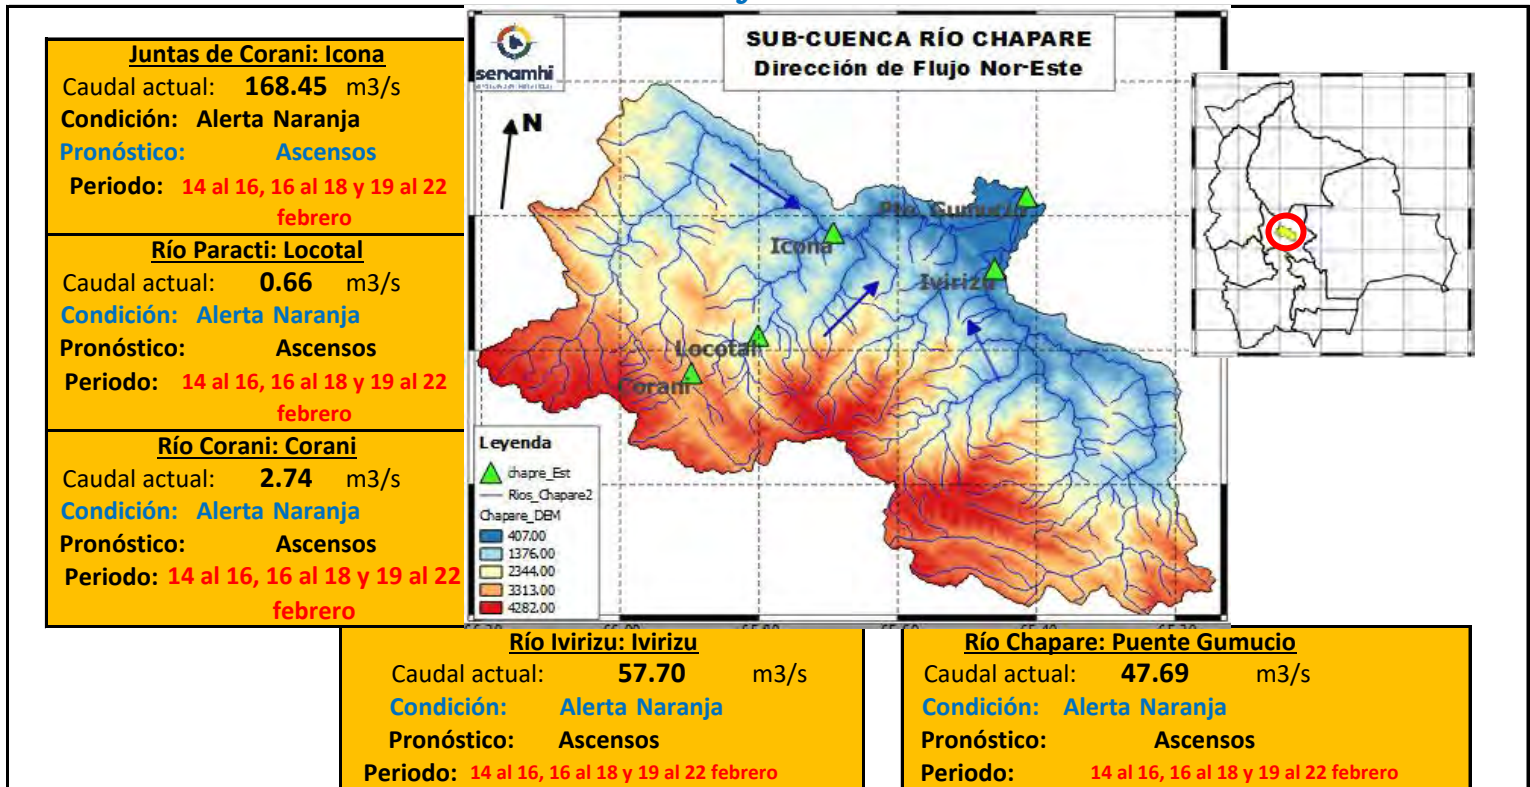 Juntas de Corani: Icona
Caudal actual: 168.45 m3/s
Condición: Alerta Naranja
Pronóstico: Ascensos
Periodo: 14 al 16, 16 al 18 y 19 al 22
febrero
Río Paracti: Locotal
Caudal actual: 0.66 m3/s
Condición: Alerta Naranja
Pronóstico: Ascensos
Periodo: 14 al 16, 16 al 18 y 19 al 22
febrero
Río Corani: Corani
Caudal actual: 2.74 m3/s
Condición: Alerta Naranja
Pronóstico: Ascensos
Periodo: 14 al 16, 16 al 18 y 19 al 22
febrero
senamhi
SUB-CUENCA RÍO CHAPARE
Dirección de Flujo Nor-Este
N
Pte. Gumucio
Icona
Ivirizu
Locotal
Corani
Leyenda
chapre_Est
Rios_Chapare2
Chapare_DEM
407.00
1376.00
2344.00
3313.00
4282.00
Río Ivirizu: Ivirizu
Caudal actual: 57.70 m3/s
Condición: Alerta Naranja
Pronóstico: Ascensos
Periodo: 14 al 16, 16 al 18 y 19 al 22 febrero
Río Chapare: Puente Gumucio
Caudal actual: 47.69 m3/s
Condición: Alerta Naranja
Pronóstico: Ascensos
Periodo: 14 al 16, 16 al 18 y 19 al 22 febrero